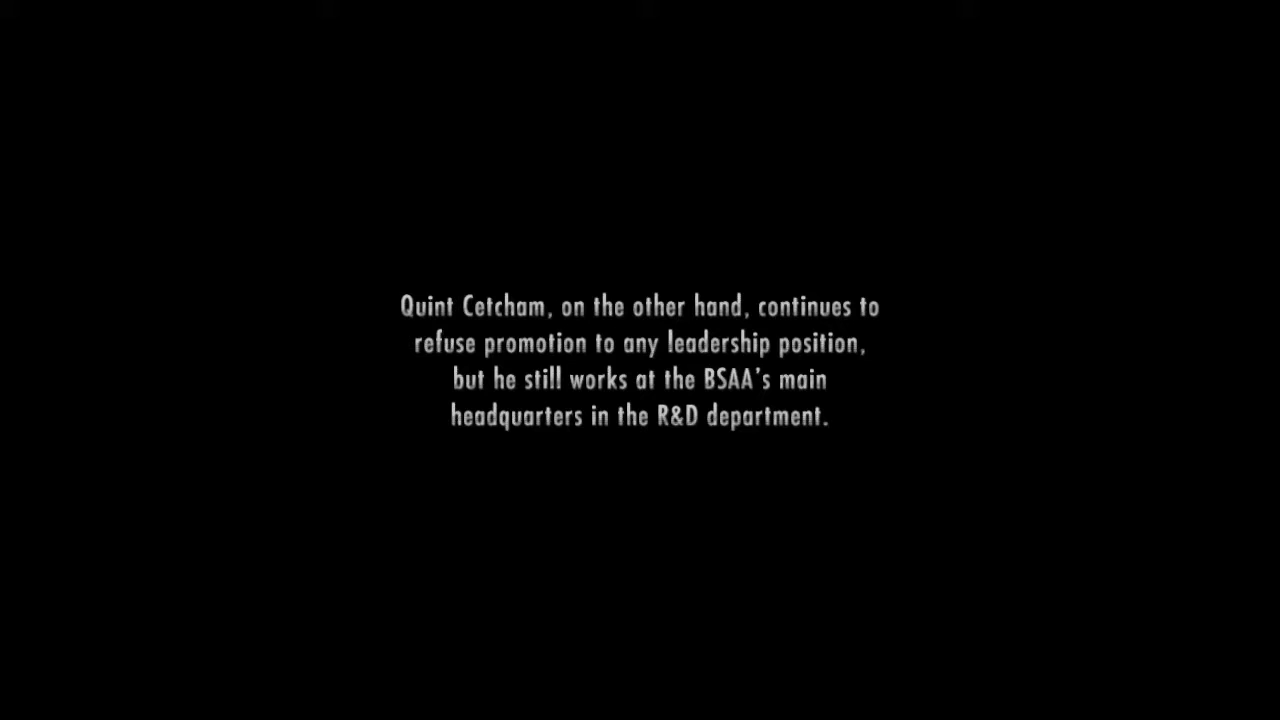 Quint Cetcham, on the other hand, continues to
refuse promotion to any leadership position,
but he still works at the BSAA's main
headquarters in the R&D department.